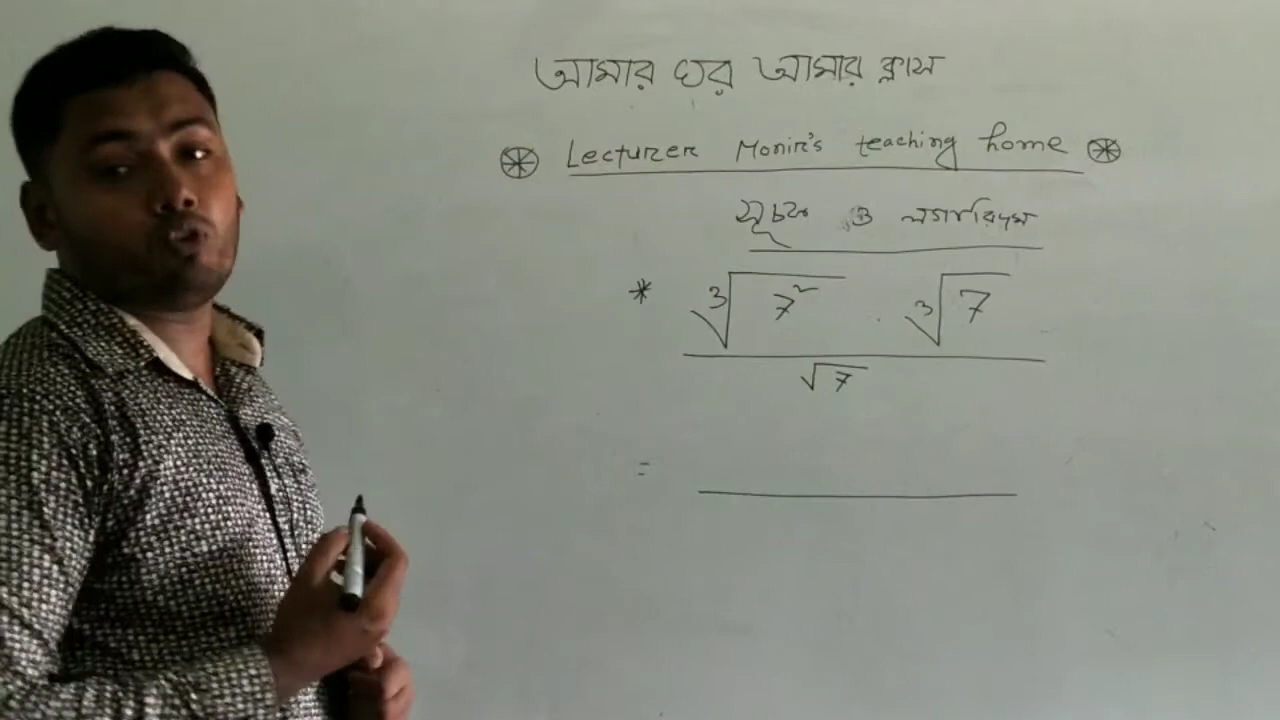 আমার ঘর আমার ক্লাস
Lecturer Monir's teaching home
সূচক ও লগারিদম
* ∛7² . ∛7
√7
=